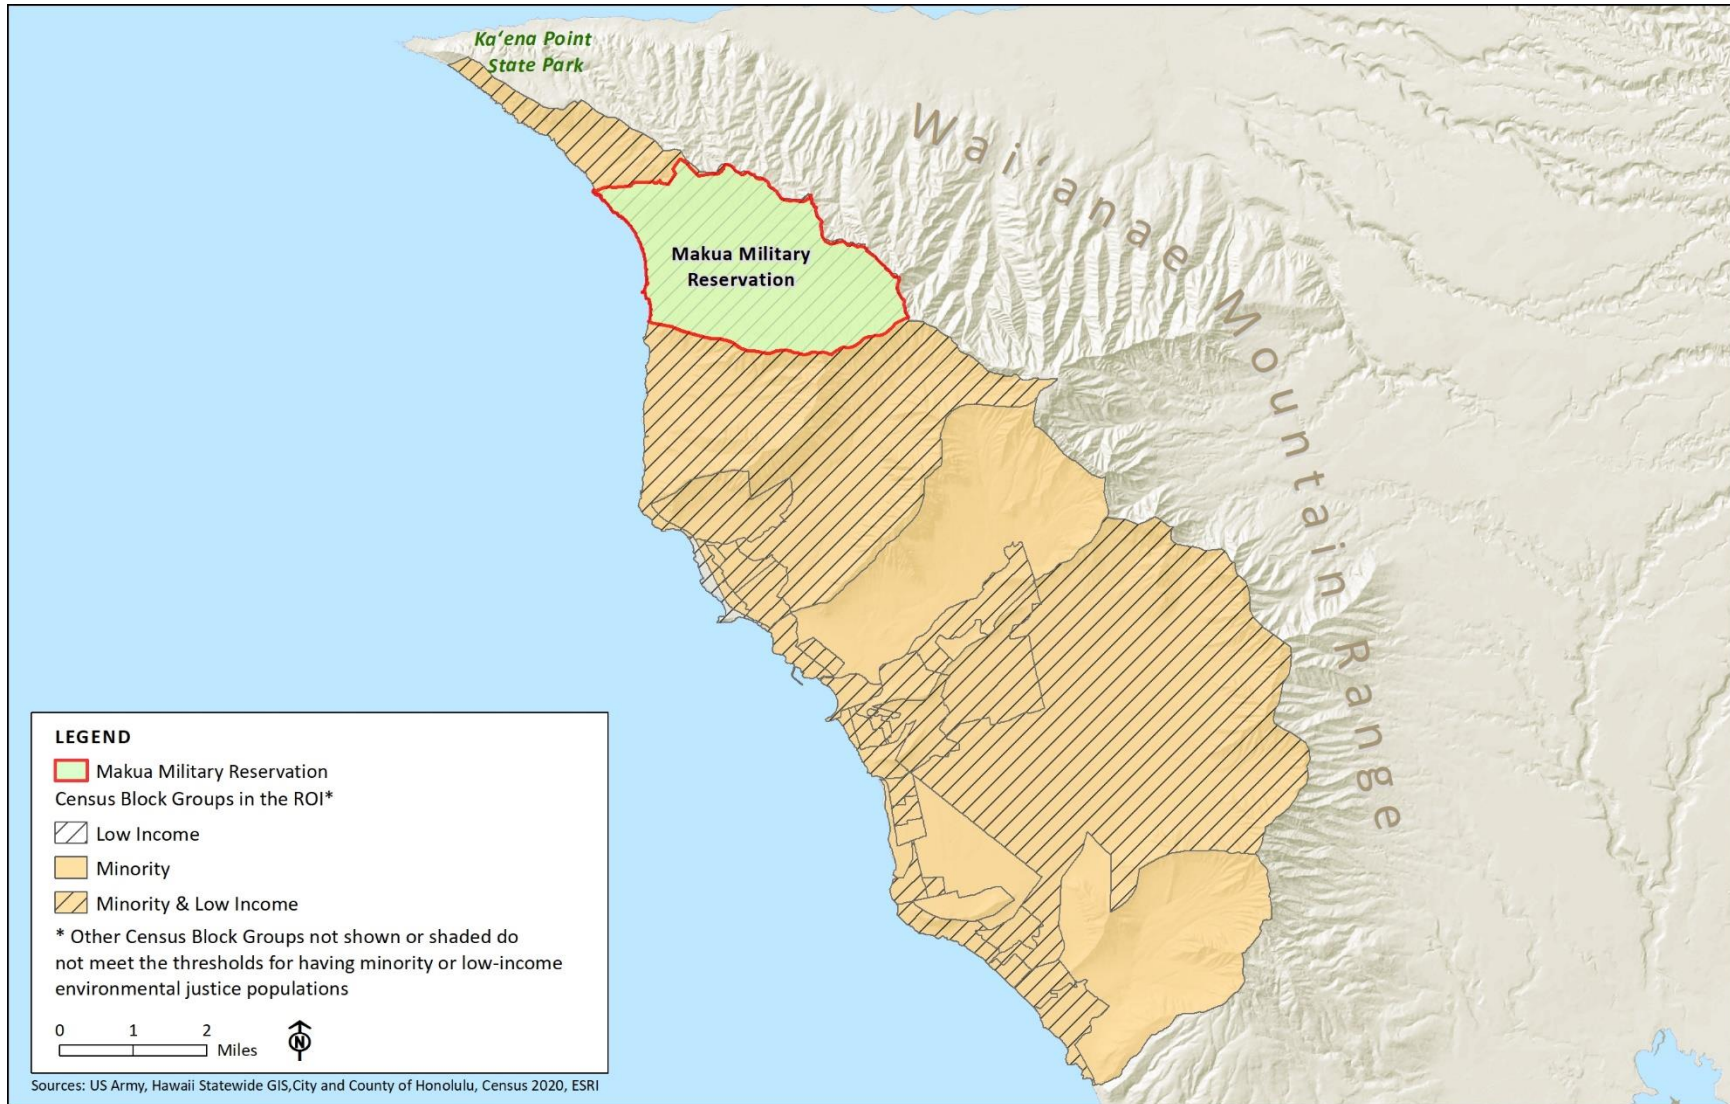 Ka‘ena Point
State Park
Wai‘anae Mountain Range
Makua Military
Reservation
LEGEND
Makua Military Reservation
Census Block Groups in the ROI*
Low Income
Minority
Minority & Low Income
* Other Census Block Groups not shown or shaded do
not meet the thresholds for having minority or low-income
environmental justice populations
0 1 2
Miles
N
Sources: US Army, Hawaii Statewide GIS,City and County of Honolulu, Census 2020, ESRI